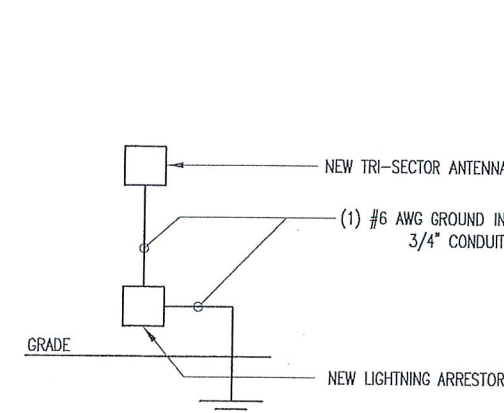 NEW TRI-SECTOR ANTENNA
(1) #6 AWG GROUND IN
3/4" CONDUIT
GRADE
NEW LIGHTNING ARRESTOR